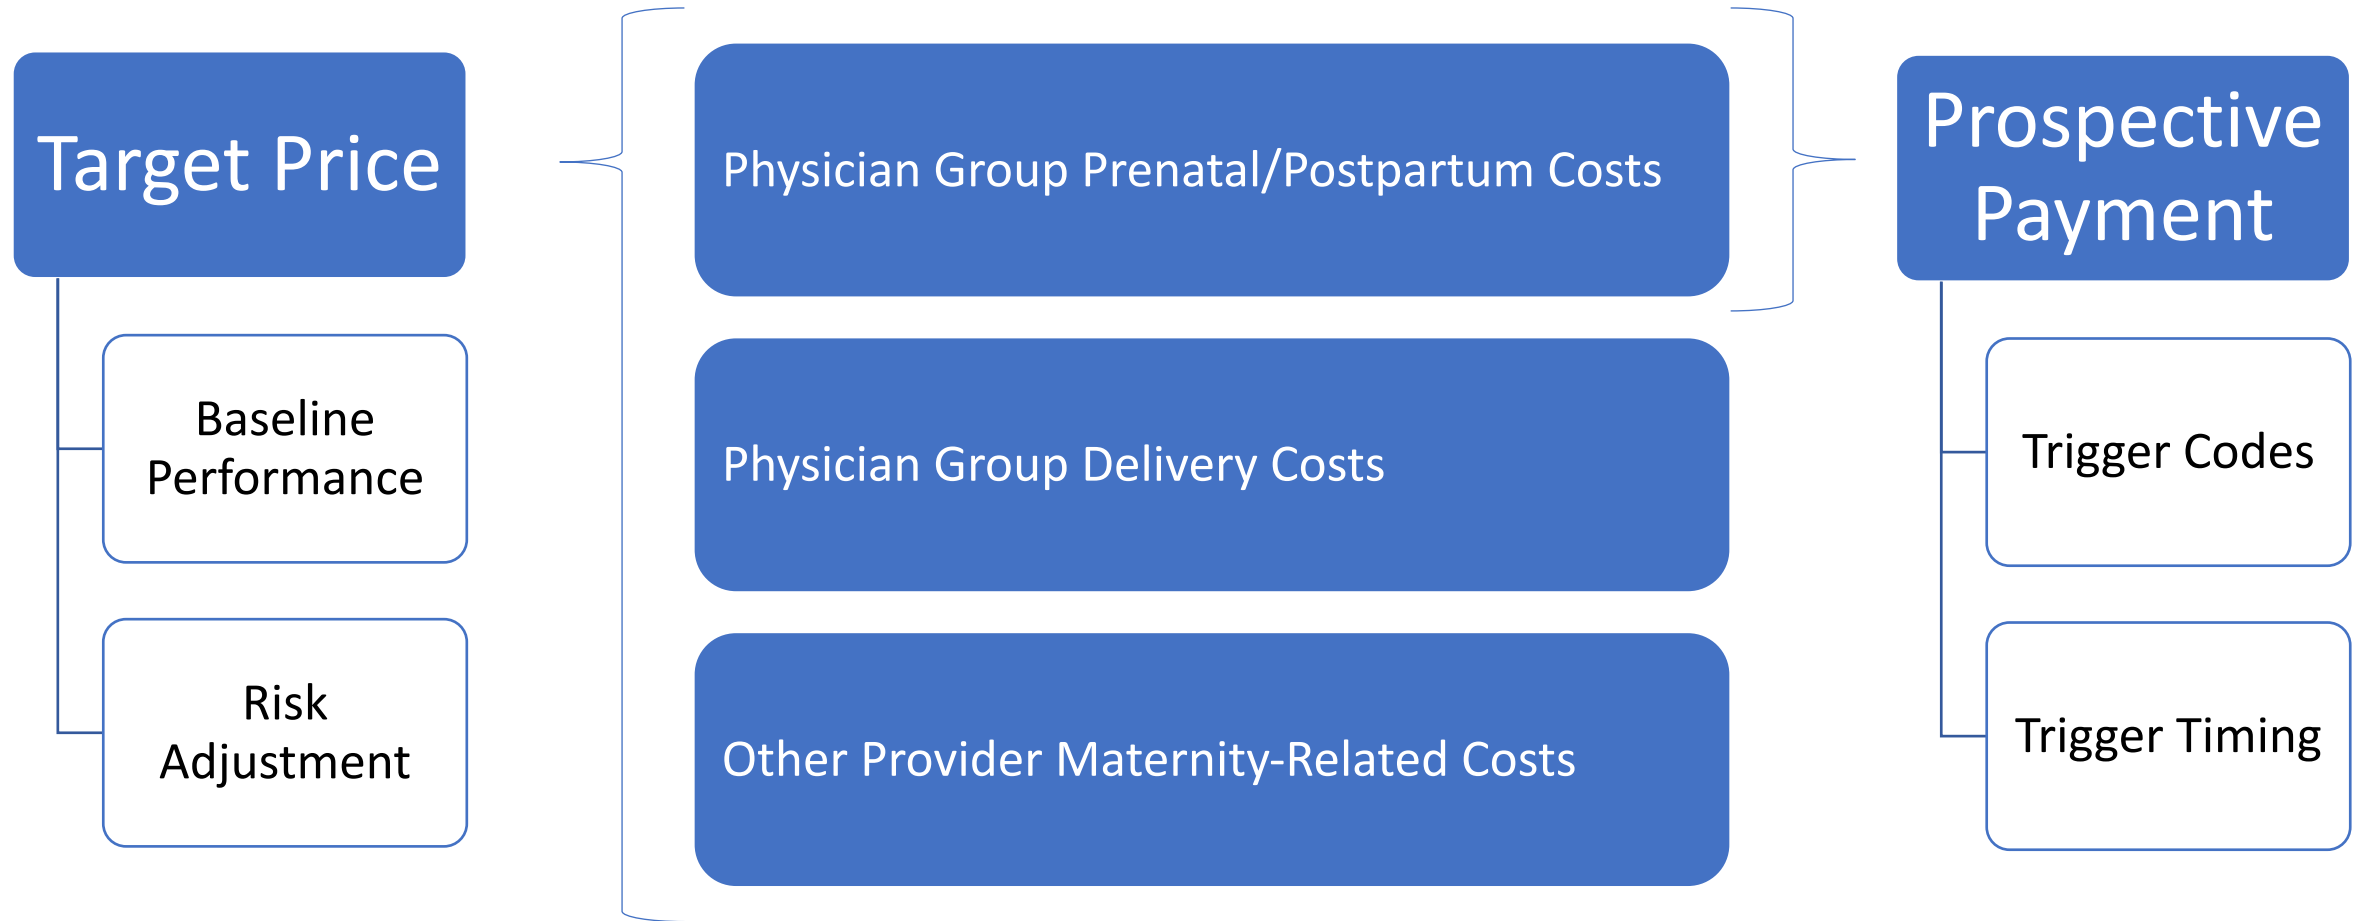 Target Price
Baseline
Performance
Risk
Adjustment
Physician Group Prenatal/Postpartum Costs
Physician Group Delivery Costs
Other Provider Maternity-Related Costs
Prospective
Payment
Trigger Codes
Trigger Timing